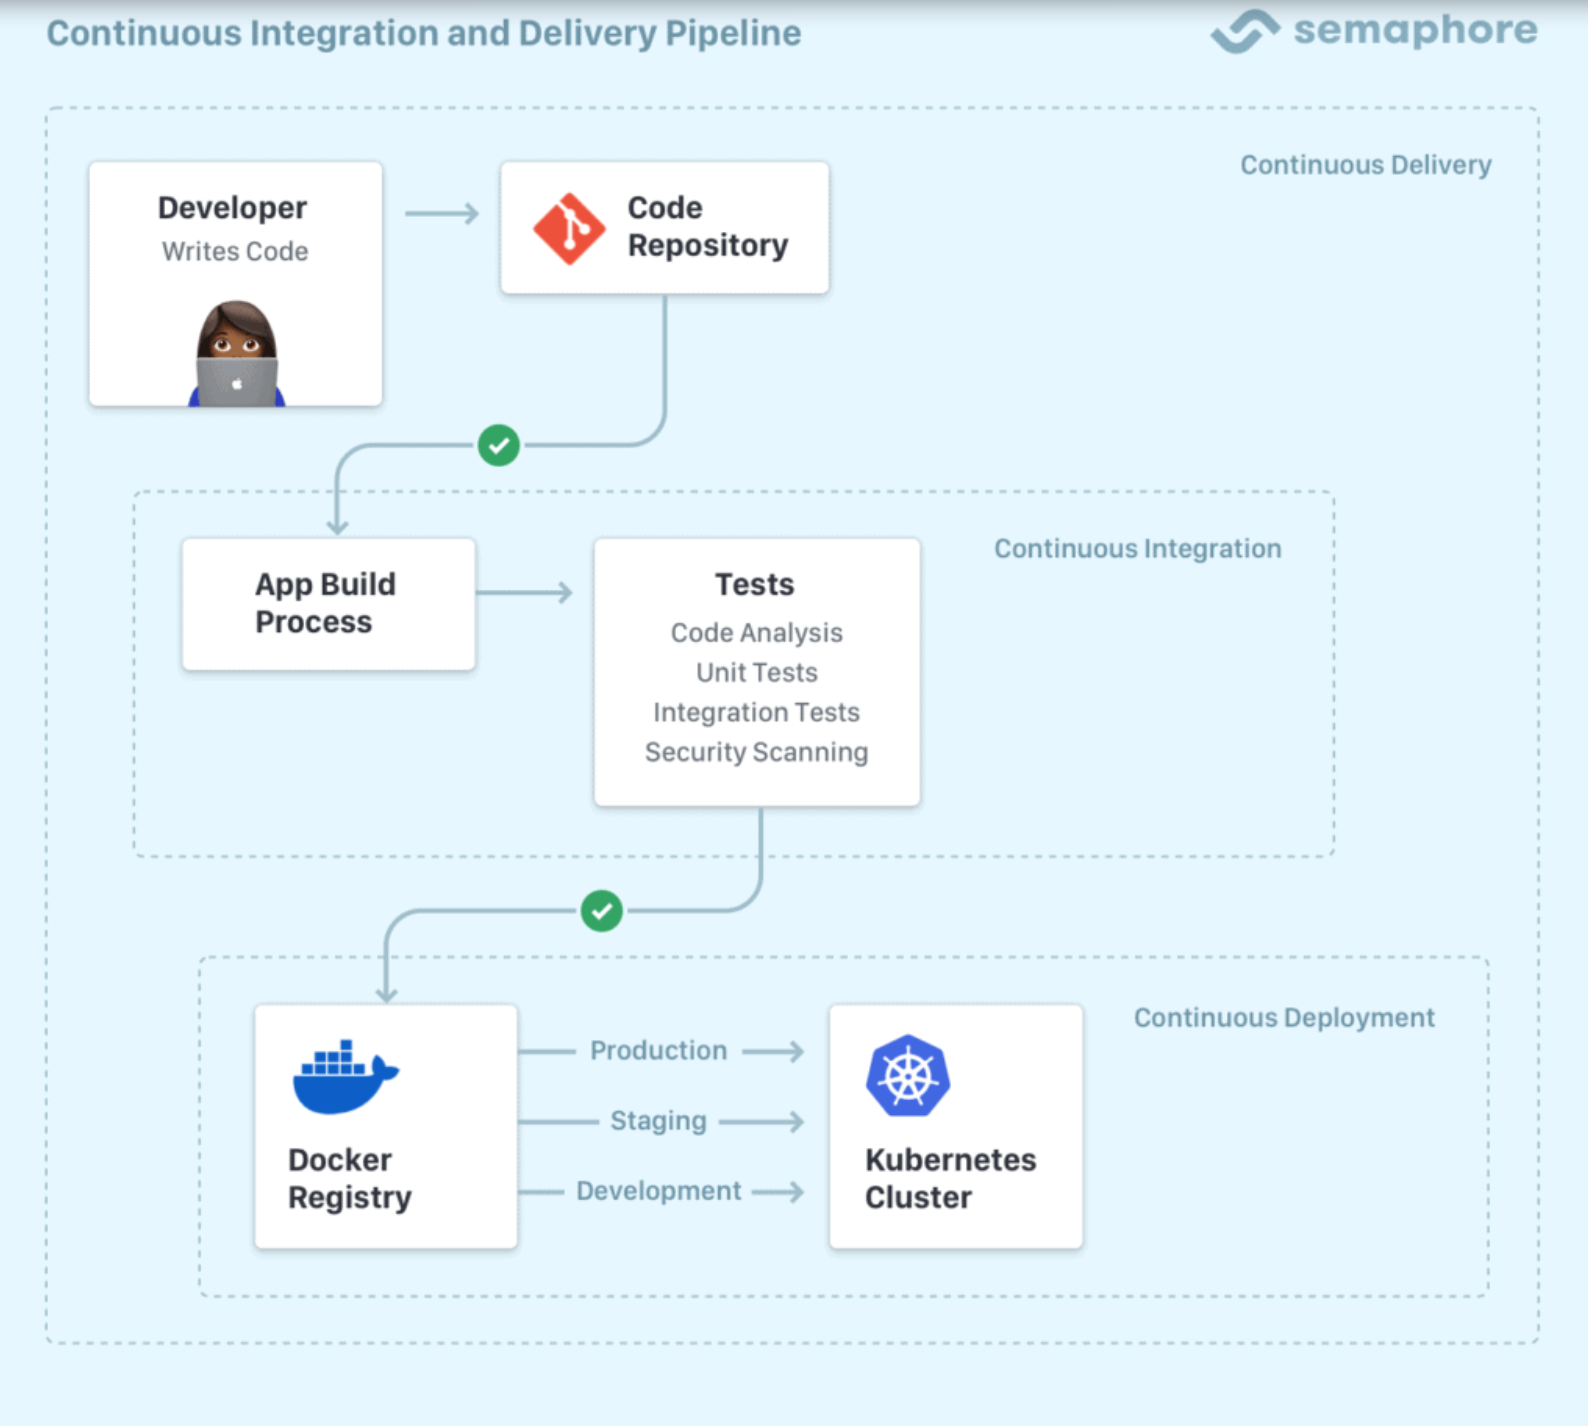 Continuous Integration and Delivery Pipeline
semaphore
Continuous Delivery
Developer
Writes Code
Code
Repository
Continuous Integration
App Build
Process
Tests
Code Analysis
Unit Tests
Integration Tests
Security Scanning
Continuous Deployment
Docker
Registry
Production
Staging
Development
Kubernetes
Cluster